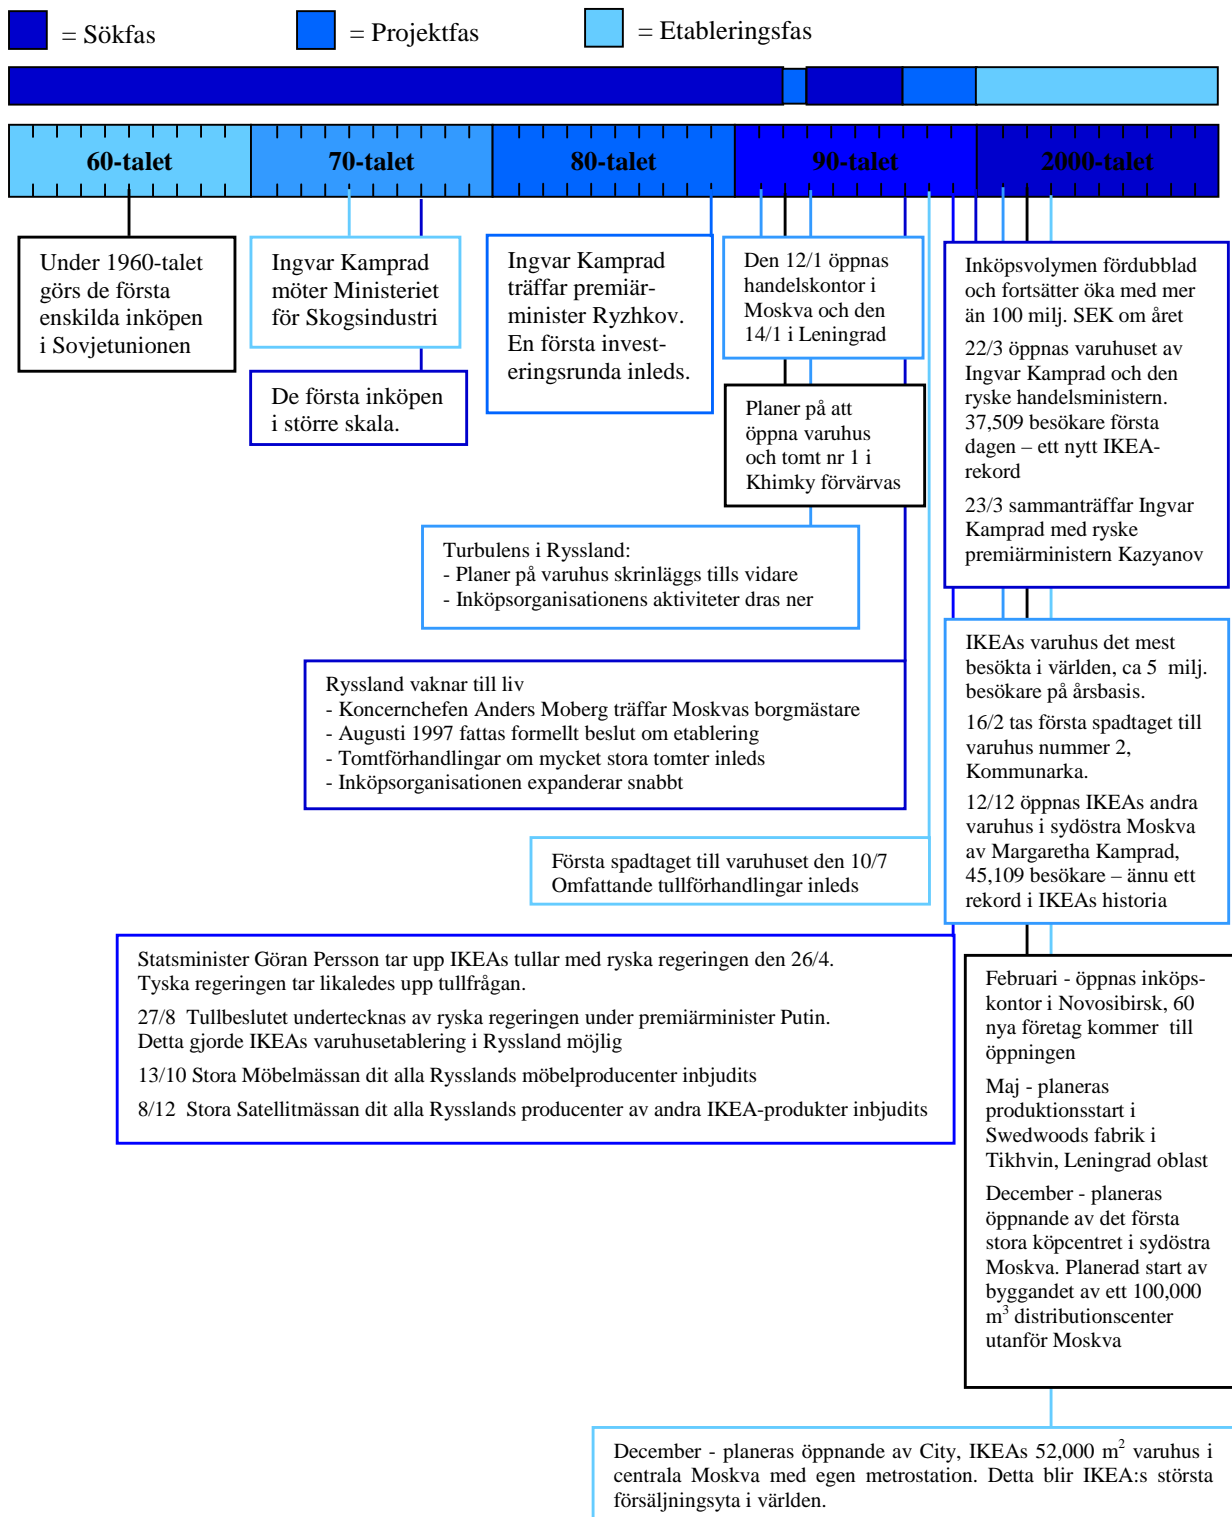 = Sökfas
= Projektfas
= Etableringsfas
60-talet
70-talet
80-talet
90-talet
2000-talet
Under 1960-talet
görs de första
enskilda inköpen
i Sovjetunionen
Ingvar Kamprad
möter Ministeriet
för Skogsindustri
De första inköpen
i större skala.
Ingvar Kamprad
träffar premiär-
minister Ryzhkov.
En första invest-
eringsrunda inleds.
Den 12/1 öppnas
handelskontor i
Moskva och den
14/1 i Leningrad
Planer på att
öppna varuhus
och tomt nr 1 i
Khimky förvärvas
Turbulens i Ryssland:
- Planer på varuhus skrinläggs tills vidare
- Inköpsorganisationens aktiviteter dras ner
Ryssland vaknar till liv
- Koncernchefen Anders Moberg träffar Moskvas borgmästare
- Augusti 1997 fattas formellt beslut om etablering
- Tomtförhandlingar om mycket stora tomter inleds
- Inköpsorganisationen expanderar snabbt
Första spadtaget till varuhuset den 10/7
Omfattande tullförhandlingar inleds
Statsminister Göran Persson tar upp IKEAs tullar med ryska regeringen den 26/4.
Tyska regeringen tar likaledes upp tullfrågan.
27/8 Tullbeslutet undertecknas av ryska regeringen under premiärminister Putin.
Detta gjorde IKEAs varuhusetablering i Ryssland möjlig
13/10 Stora Möbelmässan dit alla Rysslands möbelproducenter inbjudits
8/12 Stora Satellitmässan dit alla Rysslands producenter av andra IKEA-produkter inbjudits
Inköpsvolymen fördubblad
och fortsätter öka med mer
än 100 milj. SEK om året
22/3 öppnas varuhuset av
Ingvar Kamprad och den
ryske handelsministern.
37,509 besökare första
dagen – ett nytt IKEA-
rekord
23/3 sammanträffar Ingvar
Kamprad med ryske
premiärministern Kazyanov
IKEAs varuhus det mest
besökta i världen, ca 5 milj.
besökare på årsbasis.
16/2 tas första spadtaget till
varuhus nummer 2,
Kommunarka.
12/12 öppnas IKEAs andra
varuhus i sydöstra Moskva
av Margaretha Kamprad,
45,109 besökare – ännu ett
rekord i IKEAs historia
Februari - öppnas inköps-
kontor i Novosibirsk, 60
nya företag kommer till
öppningen
Maj - planeras
produktionsstart i
Swedwoods fabrik i
Tikhvin, Leningrad oblast
December - planeras
öppnande av det första
stora köpcentret i sydöstra
Moskva. Planerad start av
byggandet av ett 100,000
m³ distributionscenter
utanför Moskva
December - planeras öppnande av City, IKEAs 52,000 m² varuhus i
centrala Moskva med egen metrostation. Detta blir IKEA:s största
försäljningsyta i världen.